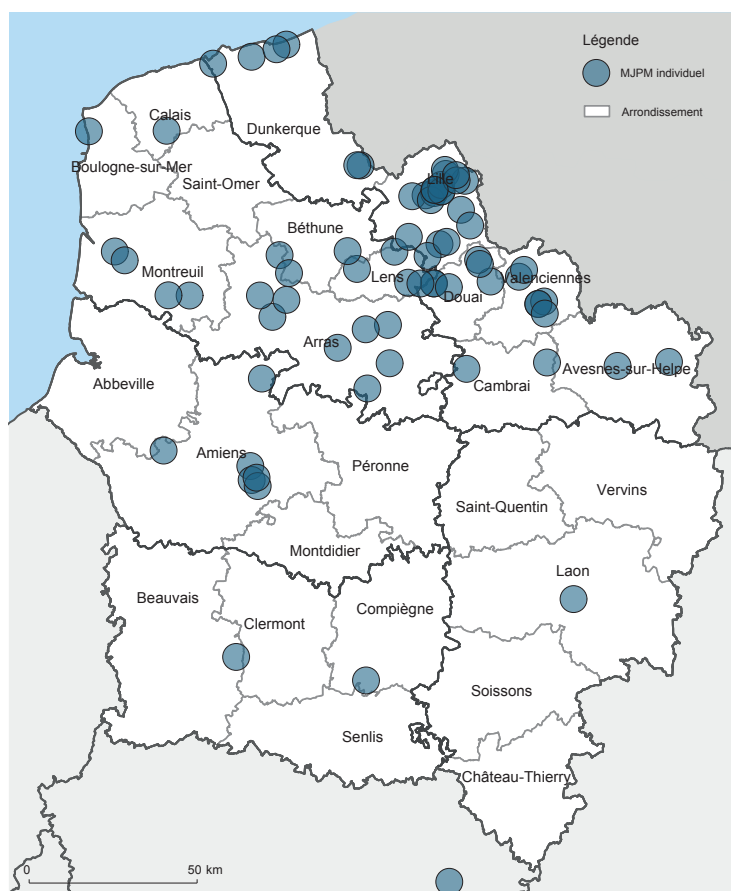 Légende
MJPM individuel
Arrondissement
Calais
Dunkerque
Boulogne-sur-Mer
Saint-Omer
Lille
Béthune
Montreuil
Lens
Douai
Valenciennes
Arras
Abbeville
Cambrai
Avesnes-sur-Helpe
Amiens
Péronne
Saint-Quentin
Vervins
Montdidier
Laon
Beauvais
Clermont
Compiègne
Soissons
Senlis
Château-Thierry
0 50 km